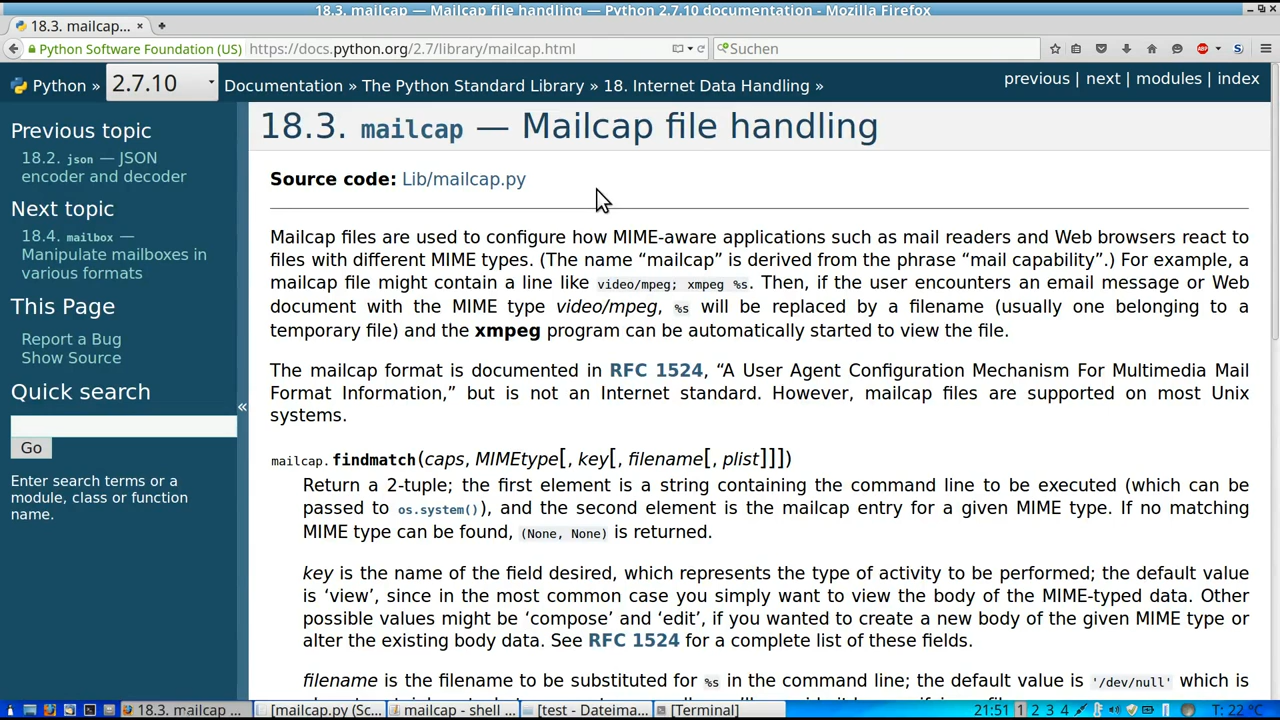 18.3. mailcap — Mailcap file handling — Python 2.7.10 documentation - Mozilla Firefox
18.3. mailcap...
Python Software Foundation (US)
https://docs.python.org/2.7/library/mailcap.html
Suchen
ABP
S
Python »
2.7.10
Documentation » The Python Standard Library » 18. Internet Data Handling »
previous | next | modules | index
Previous topic
18.2. json — JSON
encoder and decoder
Next topic
18.4. mailbox —
Manipulate mailboxes in
various formats
This Page
Report a Bug
Show Source
Quick search
Go
Enter search terms or a
module, class or function
name.
«
18.3. mailcap — Mailcap file handling
Source code: Lib/mailcap.py
Mailcap files are used to configure how MIME-aware applications such as mail readers and Web browsers react to
files with different MIME types. (The name “mailcap” is derived from the phrase “mail capability”.) For example, a
mailcap file might contain a line like video/mpeg; xmpeg %s. Then, if the user encounters an email message or Web
document with the MIME type video/mpeg, %s will be replaced by a filename (usually one belonging to a
temporary file) and the xmpeg program can be automatically started to view the file.
The mailcap format is documented in RFC 1524, “A User Agent Configuration Mechanism For Multimedia Mail
Format Information,” but is not an Internet standard. However, mailcap files are supported on most Unix
systems.
mailcap.findmatch(caps, MIMEtype[, key[, filename[, plist]]])
Return a 2-tuple; the first element is a string containing the command line to be executed (which can be
passed to os.system()), and the second element is the mailcap entry for a given MIME type. If no matching
MIME type can be found, (None, None) is returned.
key is the name of the field desired, which represents the type of activity to be performed; the default value
is ‘view’, since in the most common case you simply want to view the body of the MIME-typed data. Other
possible values might be ‘compose’ and ‘edit’, if you wanted to create a new body of the given MIME type or
alter the existing body data. See RFC 1524 for a complete list of these fields.
filename is the filename to be substituted for %s in the command line; the default value is '/dev/null' which is
18.3. mailcap ...
[mailcap.py (Sc...
mailcap - shell ...
[test - Dateima...
[Terminal]
21:51
1 2 3 4
T: 22 °C